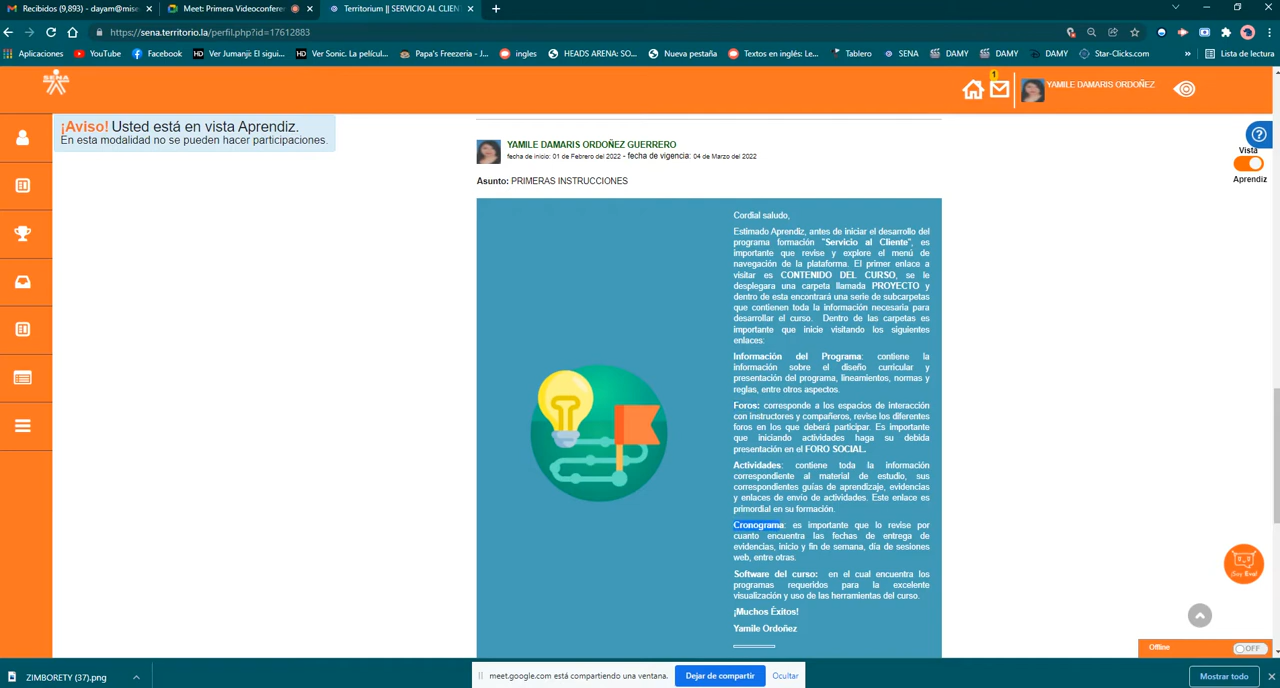 Recibidos (9,893) - dayam@mise
Meet: Primera Videoconferen
Territorium || SERVICIO AL CLIEN
https://sena.territorio.la/perfil.php?id=17612883
Aplicaciones YouTube Facebook Ver Jumanji: El sigui... Ver Sonic. La película... Papa's Freezeria - J... ingles HEADS ARENA: SO... Nueva pestaña Textos en inglés: Le... Tablero SENA DAMY DAMY DAMY Star-Clicks.com » Lista de lectura
SENA
1
YAMILE DAMARIS ORDOÑEZ
¡Aviso! Usted está en vista Aprendiz.
En esta modalidad no se pueden hacer participaciones.
Vista
Aprendiz
YAMILE DAMARIS ORDOÑEZ GUERRERO
fecha de inicio: 01 de Febrero del 2022 - fecha de vigencia: 04 de Marzo del 2022
Asunto: PRIMERAS INSTRUCCIONES
Cordial saludo,
Estimado Aprendiz, antes de iniciar el desarrollo del
programa formación "Servicio al Cliente", es
importante que revise y explore el menú de
navegación de la plataforma. El primer enlace a
visitar es CONTENIDO DEL CURSO, se le
desplegara una carpeta llamada PROYECTO y
dentro de esta encontrará una serie de subcarpetas
que contienen toda la información necesaria para
desarrollar el curso. Dentro de las carpetas es
importante que inicie visitando los siguientes
enlaces:
Información del Programa: contiene la
información sobre el diseño curricular y
presentación del programa, lineamientos, normas y
reglas, entre otros aspectos.
Foros: corresponde a los espacios de interacción
con instructores y compañeros, revise los diferentes
foros en los que deberá participar. Es importante
que iniciando actividades haga su debida
presentación en el FORO SOCIAL.
Actividades: contiene toda la información
correspondiente al material de estudio, sus
correspondientes guías de aprendizaje, evidencias
y enlaces de envío de actividades. Este enlace es
primordial en su formación.
Cronograma: es importante que lo revise por
cuanto encuentra las fechas de entrega de
evidencias, inicio y fin de semana, día de sesiones
web, entre otras.
Software del curso: en el cual encuentra los
programas requeridos para la excelente
visualización y uso de las herramientas del curso.
¡Muchos Éxitos!
Yamile Ordoñez
¡Soy Eva!
Offline OFF
ZIMBORETY (37).png
meet.google.com está compartiendo una ventana. Dejar de compartir Ocultar
Mostrar todo